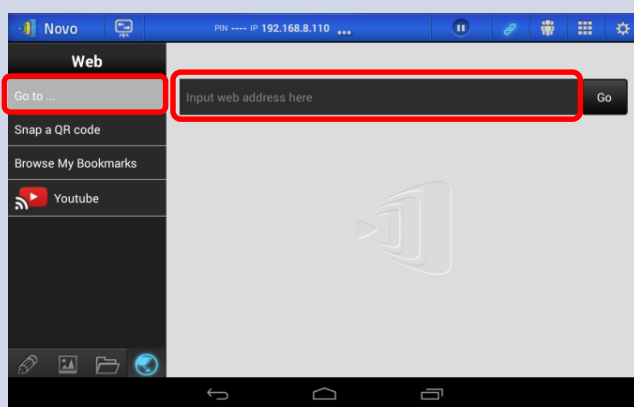 Novo
PIN ---- IP 192.168.8.110 ...
Web
Go to ...
Input web address here
Go
Snap a QR code
Browse My Bookmarks
Youtube